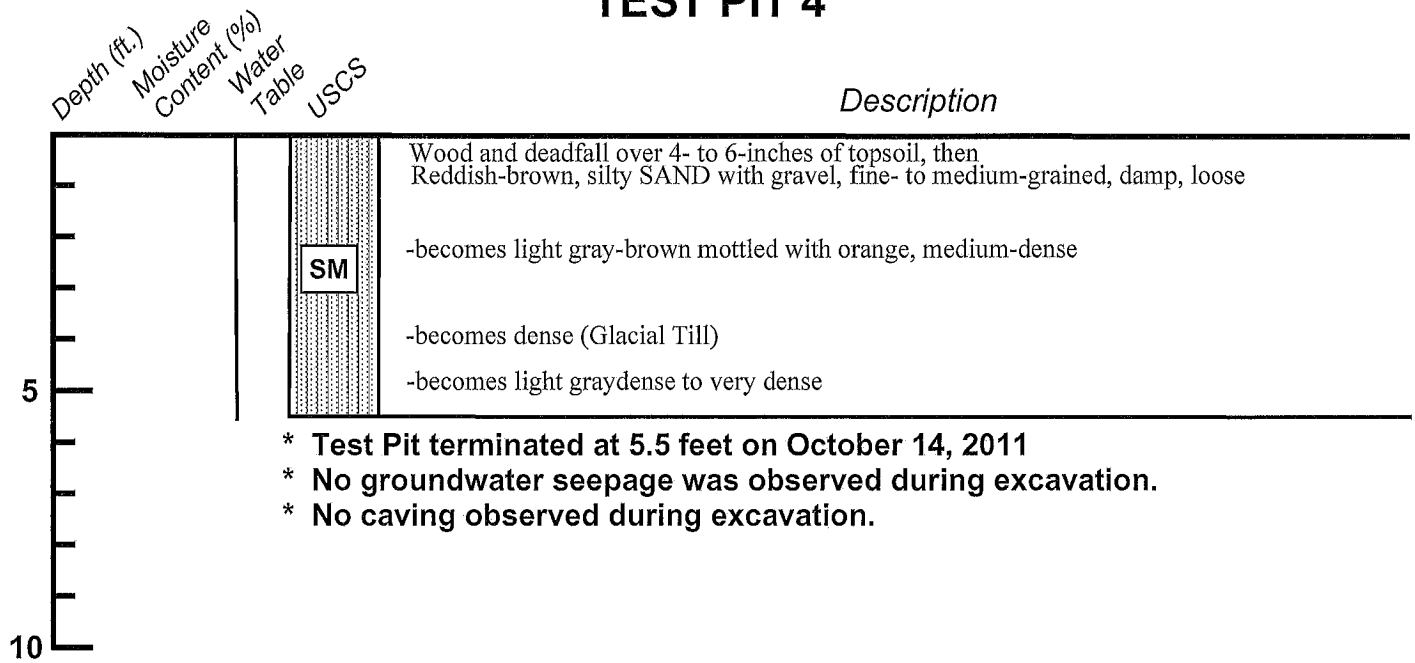 TEST PIT 4
Depth (ft.)
Moisture
Content (%)
Water
Table
USCS
Description
Wood and deadfall over 4- to 6-inches of topsoil, then
Reddish-brown, silty SAND with gravel, fine- to medium-grained, damp, loose
-becomes light gray-brown mottled with orange, medium-dense
SM
-becomes dense (Glacial Till)
5
-becomes light graydense to very dense
* Test Pit terminated at 5.5 feet on October 14, 2011
* No groundwater seepage was observed during excavation.
* No caving observed during excavation.
10